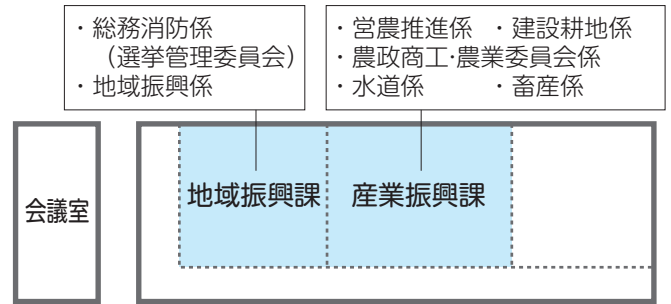 ・総務消防係
（選挙管理委員会）
・地域振興係
・営農推進係 ・建設耕地係
・農政商工・農業委員会係
・水道係 ・畜産係
会議室
地域振興課
産業振興課